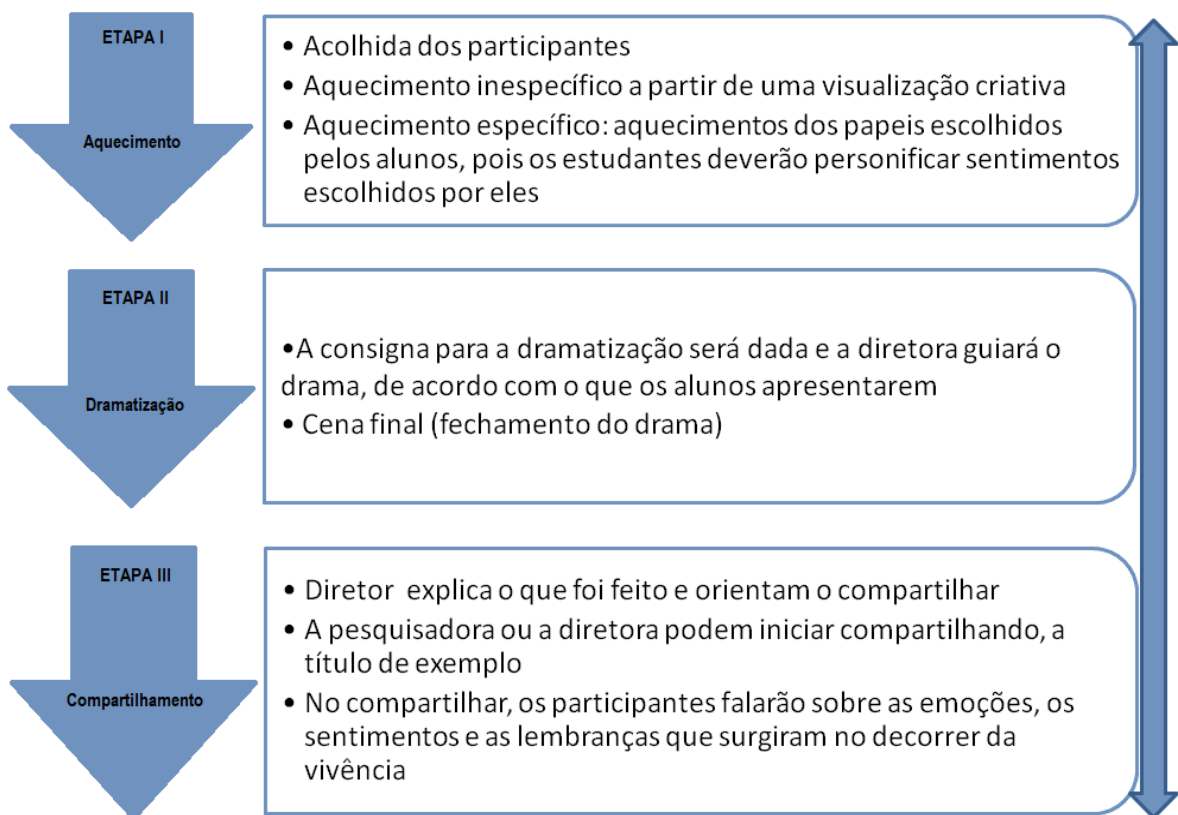 ETAPA I
Aquecimento
• Acolhida dos participantes
• Aquecimento inespecífico a partir de uma visualização criativa
• Aquecimento específico: aquecimentos dos papeis escolhidos
pelos alunos, pois os estudantes deverão personificar sentimentos
escolhidos por eles
ETAPA II
Dramatização
•A consigna para a dramatização será dada e a diretora guiará o
drama, de acordo com o que os alunos apresentarem
• Cena final (fechamento do drama)
ETAPA III
Compartilhamento
• Diretor explica o que foi feito e orientam o compartilhar
• A pesquisadora ou a diretora podem iniciar compartilhando, a
título de exemplo
• No compartilhar, os participantes falarão sobre as emoções, os
sentimentos e as lembranças que surgiram no decorrer da
vivência